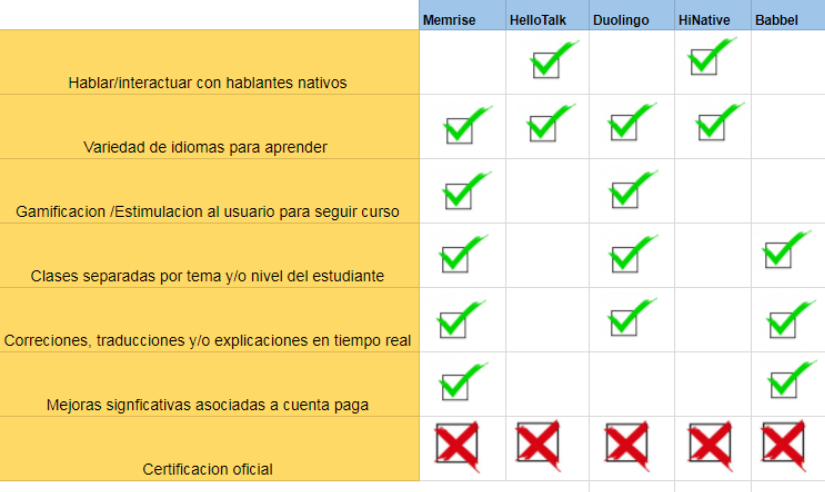 Memrise HelloTalk Duolingo HiNative Babbel
Hablar/interactuar con hablantes nativos
Variedad de idiomas para aprender
Gamificacion /Estimulacion al usuario para seguir curso
Clases separadas por tema y/o nivel del estudiante
Correciones, traducciones y/o explicaciones en tiempo real
Mejoras signficativas asociadas a cuenta paga
Certificacion oficial